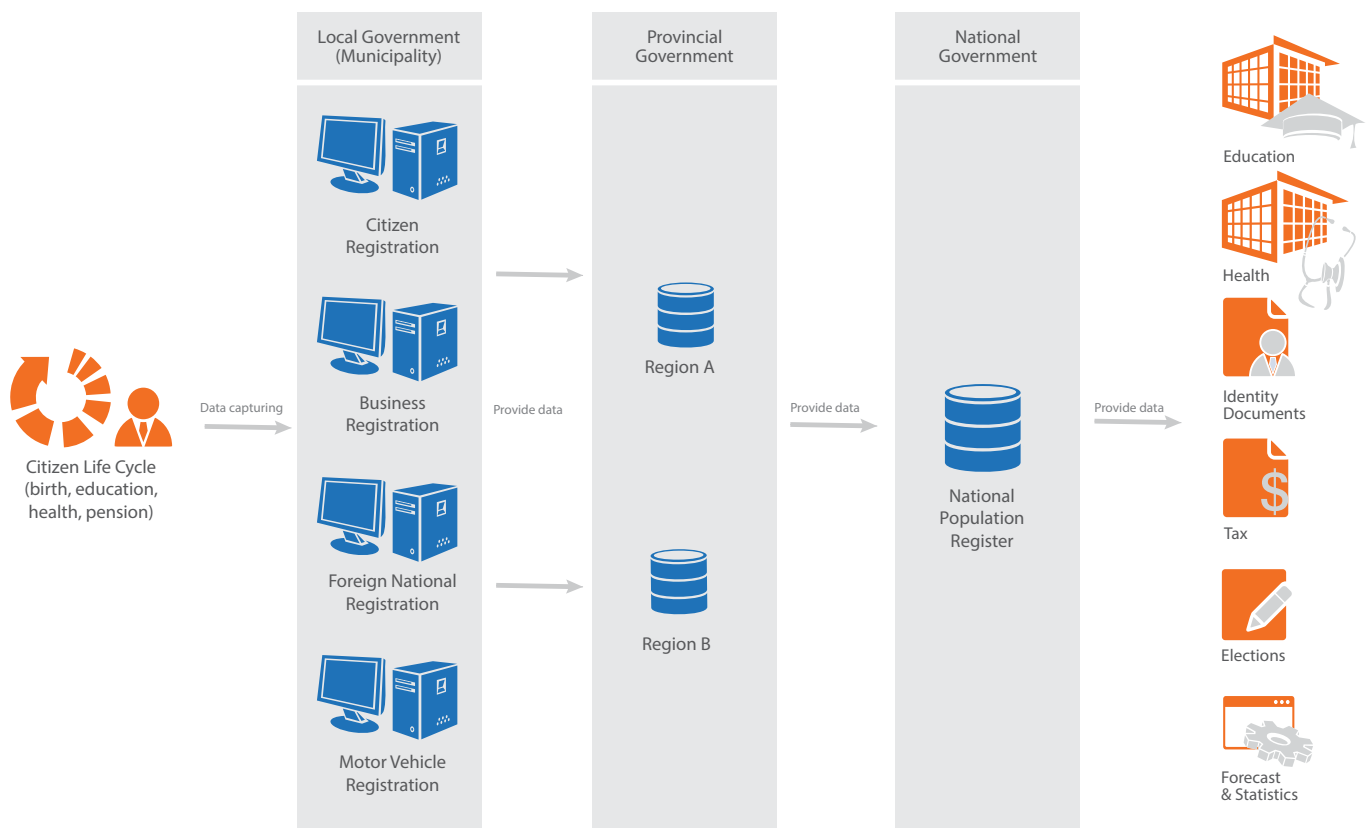 Local Government
(Municipality)
Provincial
Government
National
Government
Citizen Life Cycle
(birth, education,
health, pension)
Data capturing
Citizen
Registration
Business
Registration
Foreign National
Registration
Motor Vehicle
Registration
Provide data
Region A
Region B
Provide data
National
Population
Register
Provide data
Education
Health
Identity
Documents
$
Tax
Elections
Forecast
& Statistics